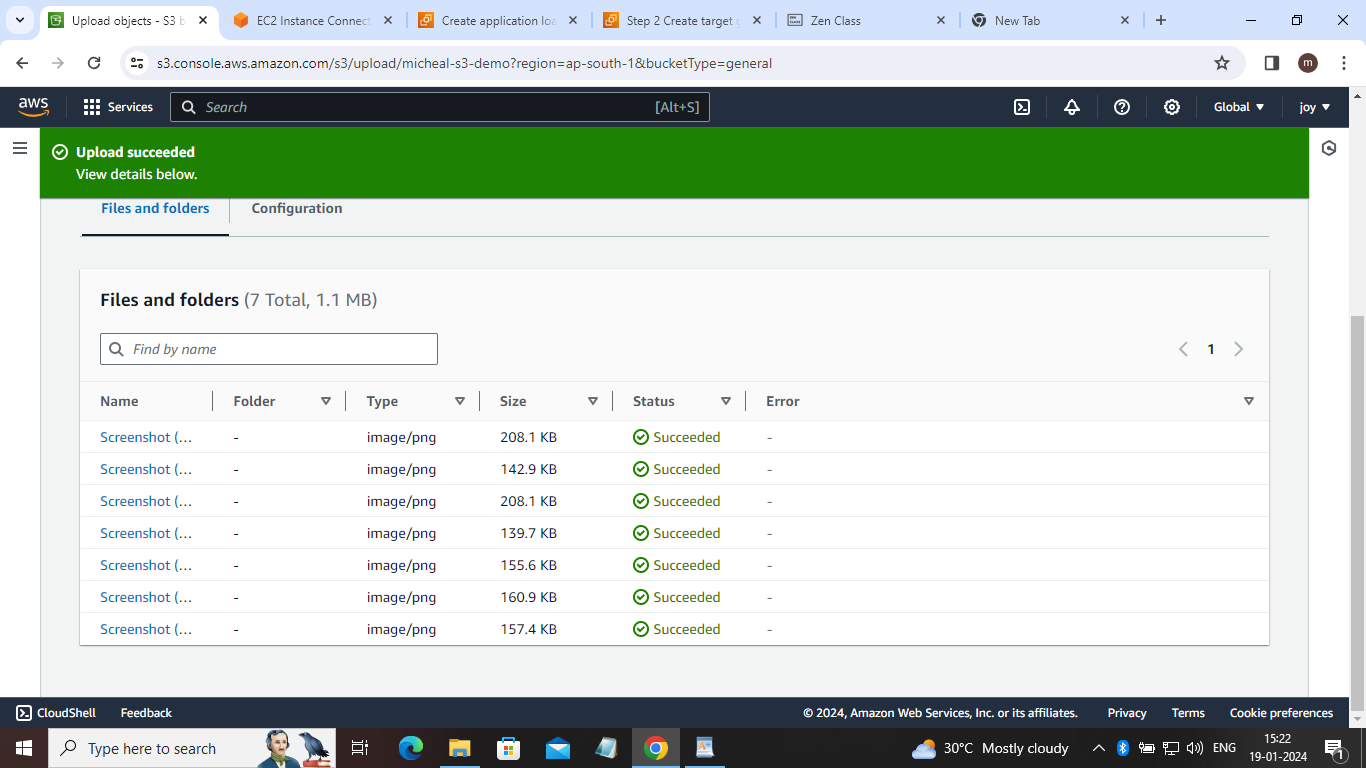 Upload objects - S3 b
EC2 Instance Connect
Create application loa
Step 2 Create target g
Zen Class
New Tab
s3.console.aws.amazon.com/s3/upload/micheal-s3-demo?region=ap-south-1&bucketType=general
m
aws
Services
Search
[Alt+S]
Global
joy
Upload succeeded
View details below.
Files and folders
Configuration
Files and folders (7 Total, 1.1 MB)
Find by name
1
Name Folder Type Size Status Error
Screenshot (... - image/png 208.1 KB Succeeded -
Screenshot (... - image/png 142.9 KB Succeeded -
Screenshot (... - image/png 208.1 KB Succeeded -
Screenshot (... - image/png 139.7 KB Succeeded -
Screenshot (... - image/png 155.6 KB Succeeded -
Screenshot (... - image/png 160.9 KB Succeeded -
Screenshot (... - image/png 157.4 KB Succeeded -
CloudShell Feedback © 2024, Amazon Web Services, Inc. or its affiliates. Privacy Terms Cookie preferences
Type here to search
30°C Mostly cloudy
ENG
15:22
19-01-2024
1